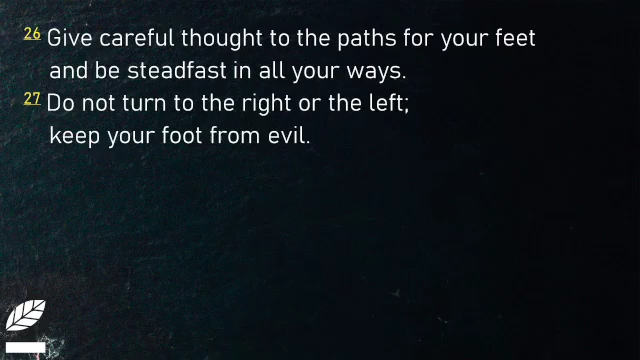 26 Give careful thought to the paths for your feet
and be steadfast in all your ways.
27 Do not turn to the right or the left;
keep your foot from evil.